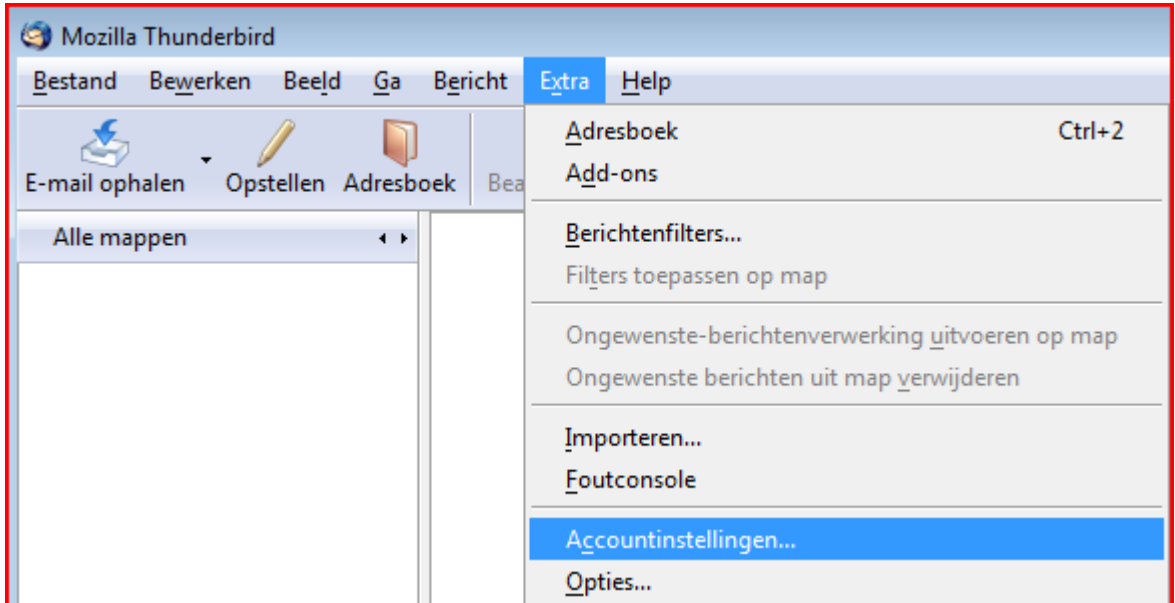 Mozilla Thunderbird
Bestand Bewerken Beeld Ga Bericht Extra Help
E-mail ophalen Opstellen Adresboek Bea
Alle mappen
Adresboek Ctrl+2
Add-ons
Berichtenfilters...
Filters toepassen op map
Ongewenste-berichtenverwerking uitvoeren op map
Ongewenste berichten uit map verwijderen
Importeren...
Foutconsole
Accountinstellingen...
Opties...